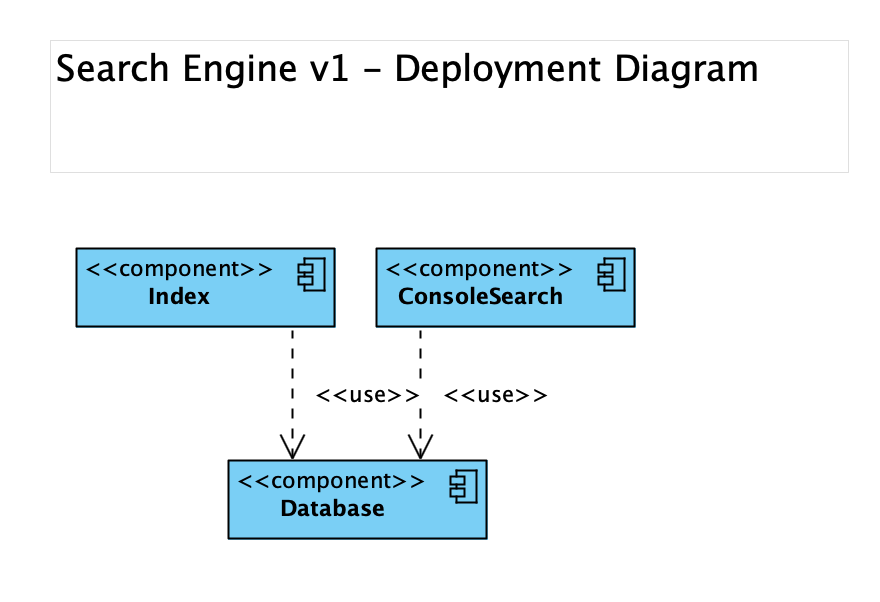 Search Engine v1 – Deployment Diagram
<<component>>
Index
<<component>>
ConsoleSearch
<<use>>
<<use>>
<<component>>
Database